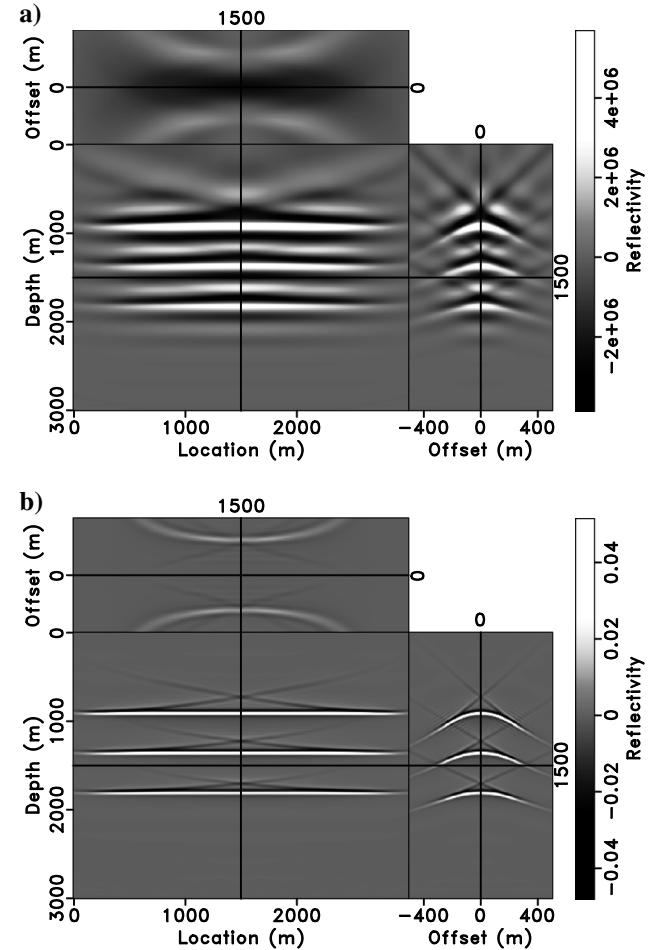 a)
1500
Offset (m)
0
0
0
0
1000
2000
3000
Depth (m)
1500
0 1000 2000
Location (m)
−400 0 400
Offset (m)
4e+06
2e+06
0
−2e+06
Reflectivity
b)
1500
Offset (m)
0
0
0
0
1000
2000
3000
Depth (m)
1500
0 1000 2000
Location (m)
−400 0 400
Offset (m)
0.04
0.02
0
−0.02
−0.04
Reflectivity